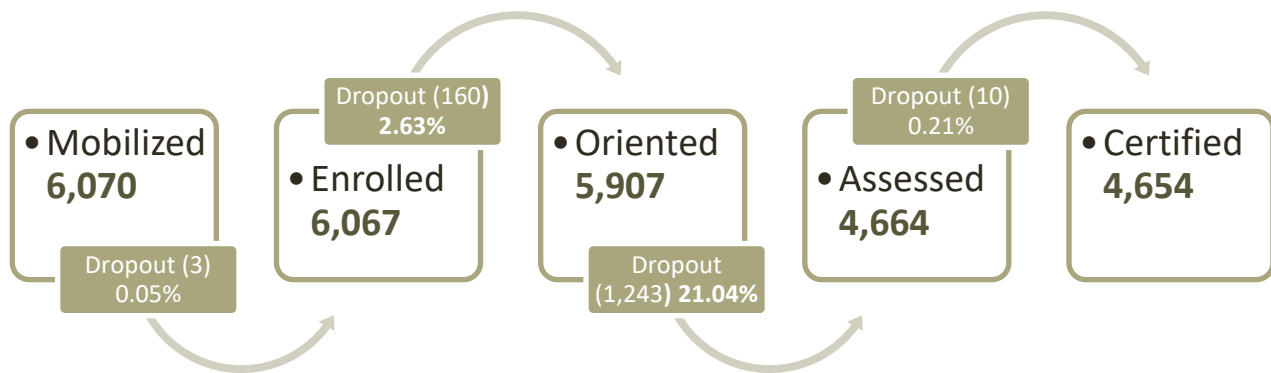 • Mobilized
6,070
Dropout (3)
0.05%
Dropout (160)
2.63%
• Enrolled
6,067
• Oriented
5,907
Dropout
(1,243) 21.04%
Dropout (10)
0.21%
• Assessed
4,664
• Certified
4,654